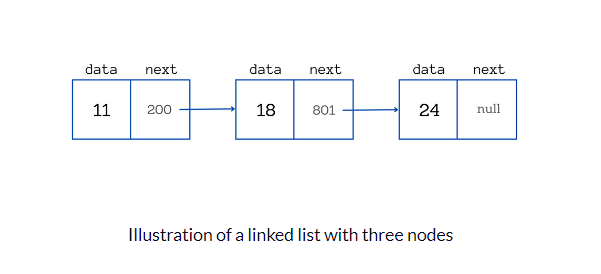 data next data next data next
11 200 18 801 24 null
Illustration of a linked list with three nodes